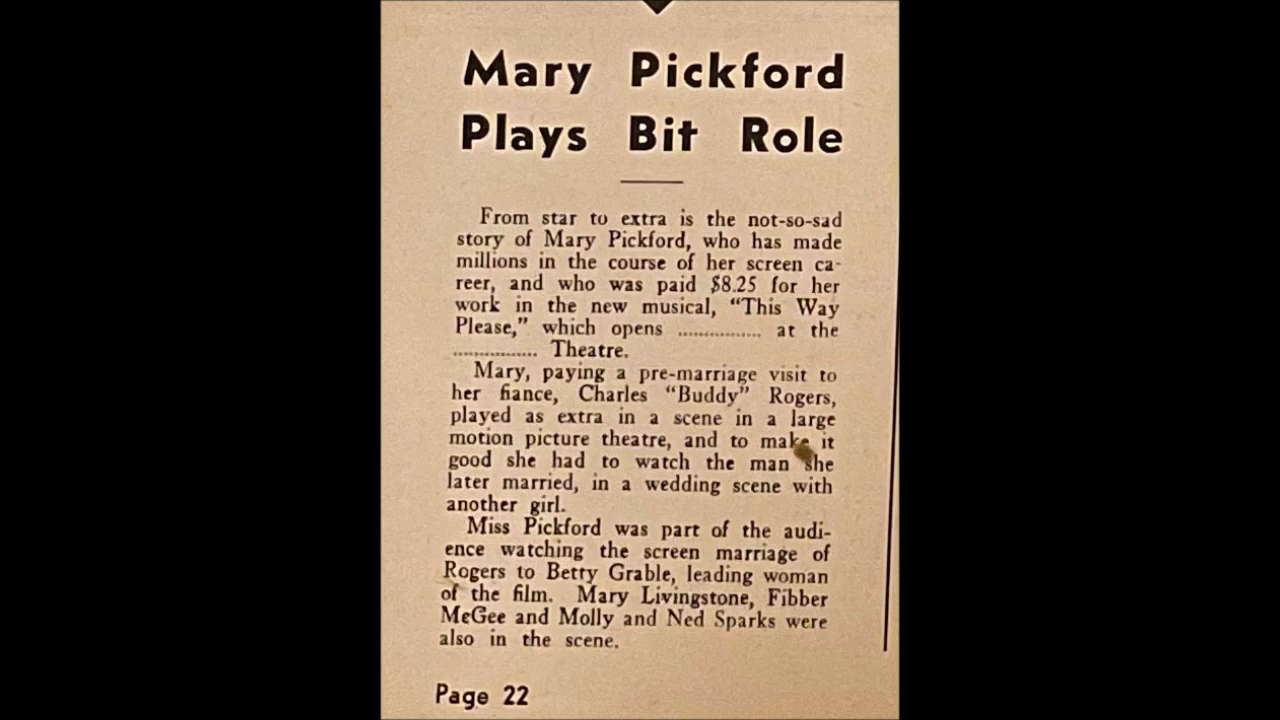 Mary Pickford
Plays Bit Role
From star to extra is the not-so-sad
story of Mary Pickford, who has made
millions in the course of her screen ca-
reer, and who was paid $8.25 for her
work in the new musical, “This Way
Please,” which opens ................ at the
................ Theatre.
Mary, paying a pre-marriage visit to
her fiance, Charles “Buddy” Rogers,
played as extra in a scene in a large
motion picture theatre, and to make it
good she had to watch the man she
later married, in a wedding scene with
another girl.
Miss Pickford was part of the audi-
ence watching the screen marriage of
Rogers to Betty Grable, leading woman
of the film. Mary Livingstone, Fibber
McGee and Molly and Ned Sparks were
also in the scene.
Page 22